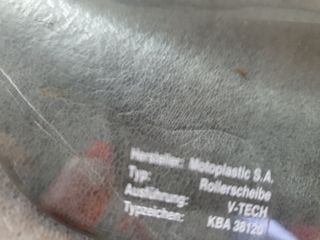 Hersteller: Motoplastic S.A.
Typ: Rollerscheibe
Ausführung: V-TECH
Typzeichen: KBA 38120